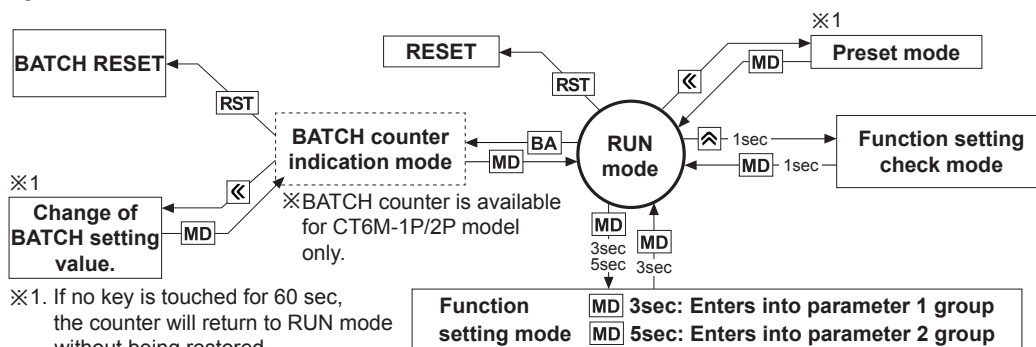 ※1
BATCH RESET
RESET
Preset mode
«
MD
RST
RST
BATCH counter
indication mode
BA
MD
RUN
mode
︽ 1sec
MD 1sec
Function setting
check mode
※1
«
MD
Change of
BATCH setting
value.
※BATCH counter is available
for CT6M-1P/2P model
only.
MD
3sec
5sec
MD
3sec
※1. If no key is touched for 60 sec,
the counter will return to RUN mode
without being restored
Function
setting mode
MD 3sec: Enters into parameter 1 group
MD 5sec: Enters into parameter 2 group